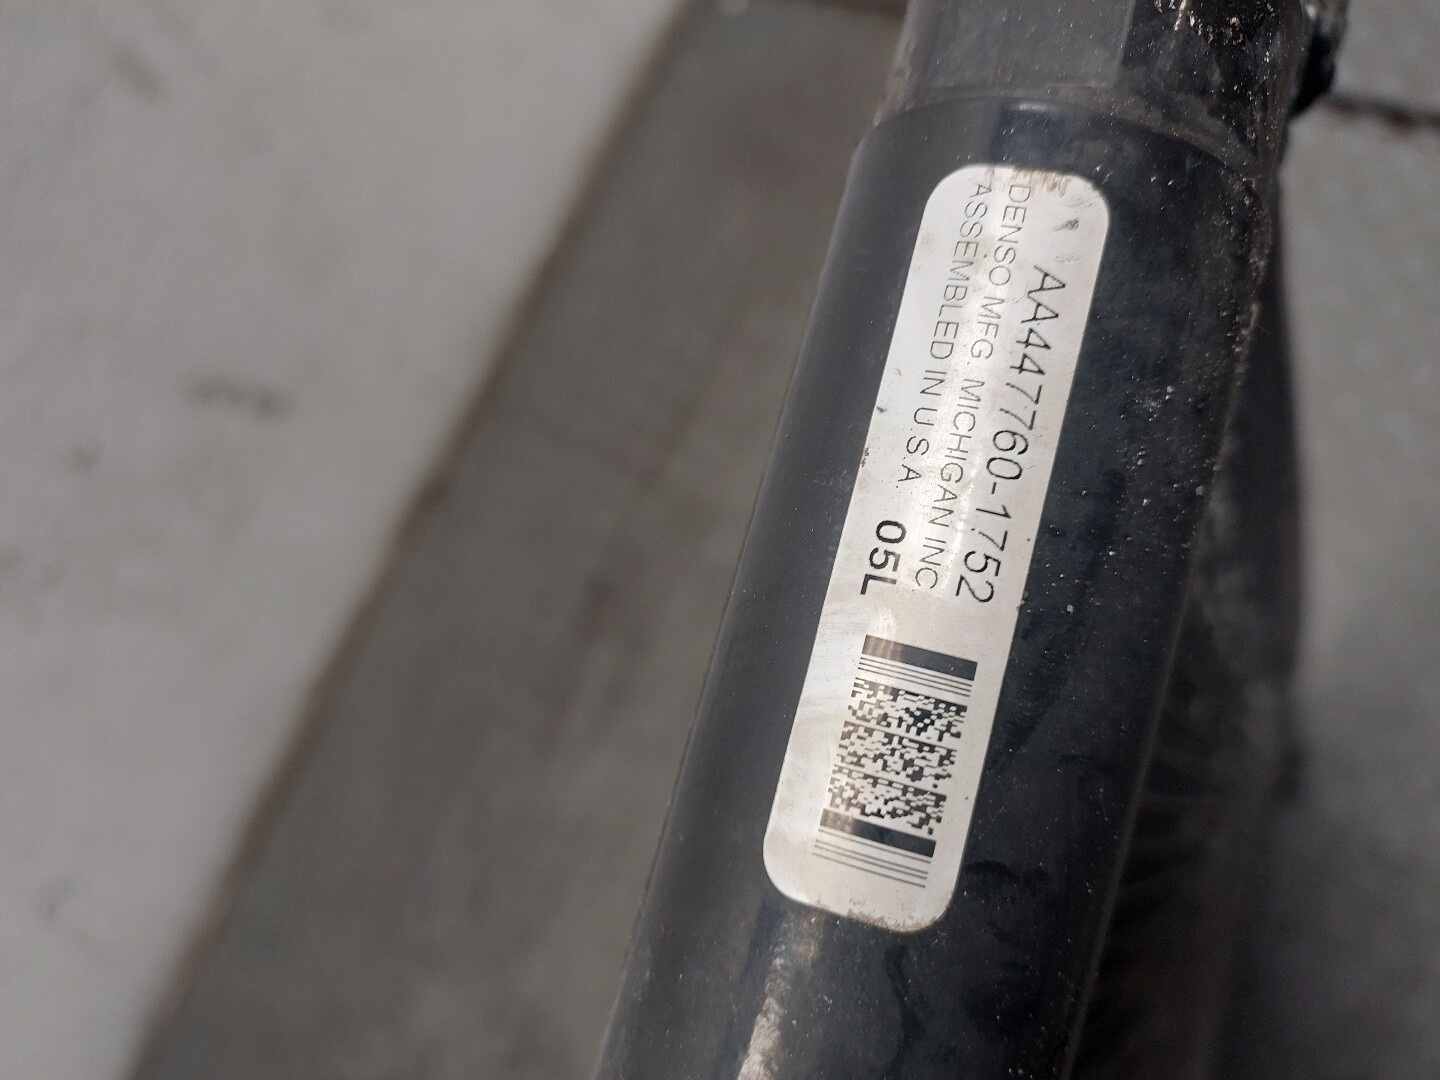 AA447760-1752
DENSO MFG. MICHIGAN INC
ASSEMBLED IN U.S.A. 05L